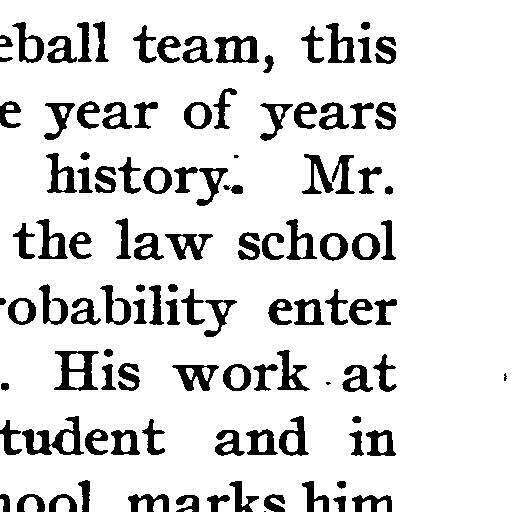 eball team, this
e year of years
history. Mr.
the law school
robability enter
. His work at
tudent and in
hool marks him